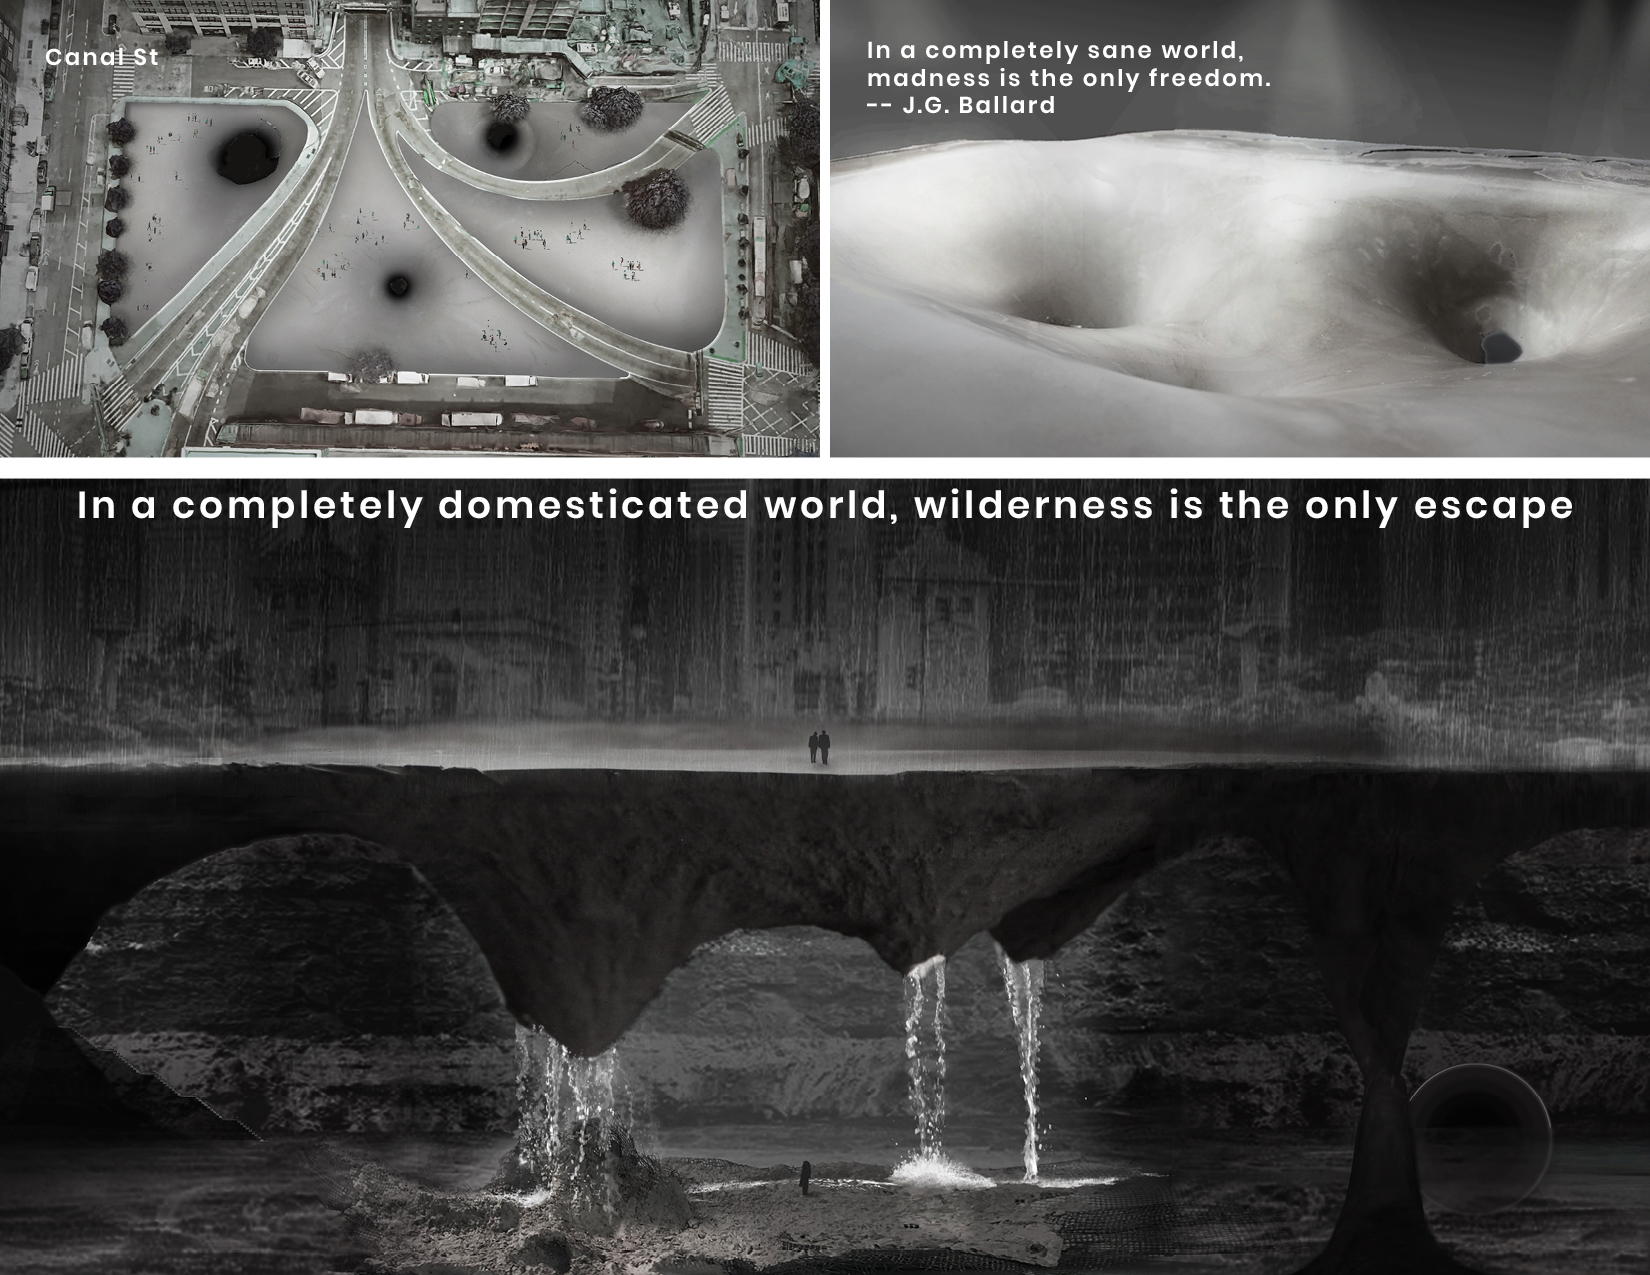 Canal St
In a completely sane world,
madness is the only freedom.
-- J.G. Ballard
In a completely domesticated world, wilderness is the only escape